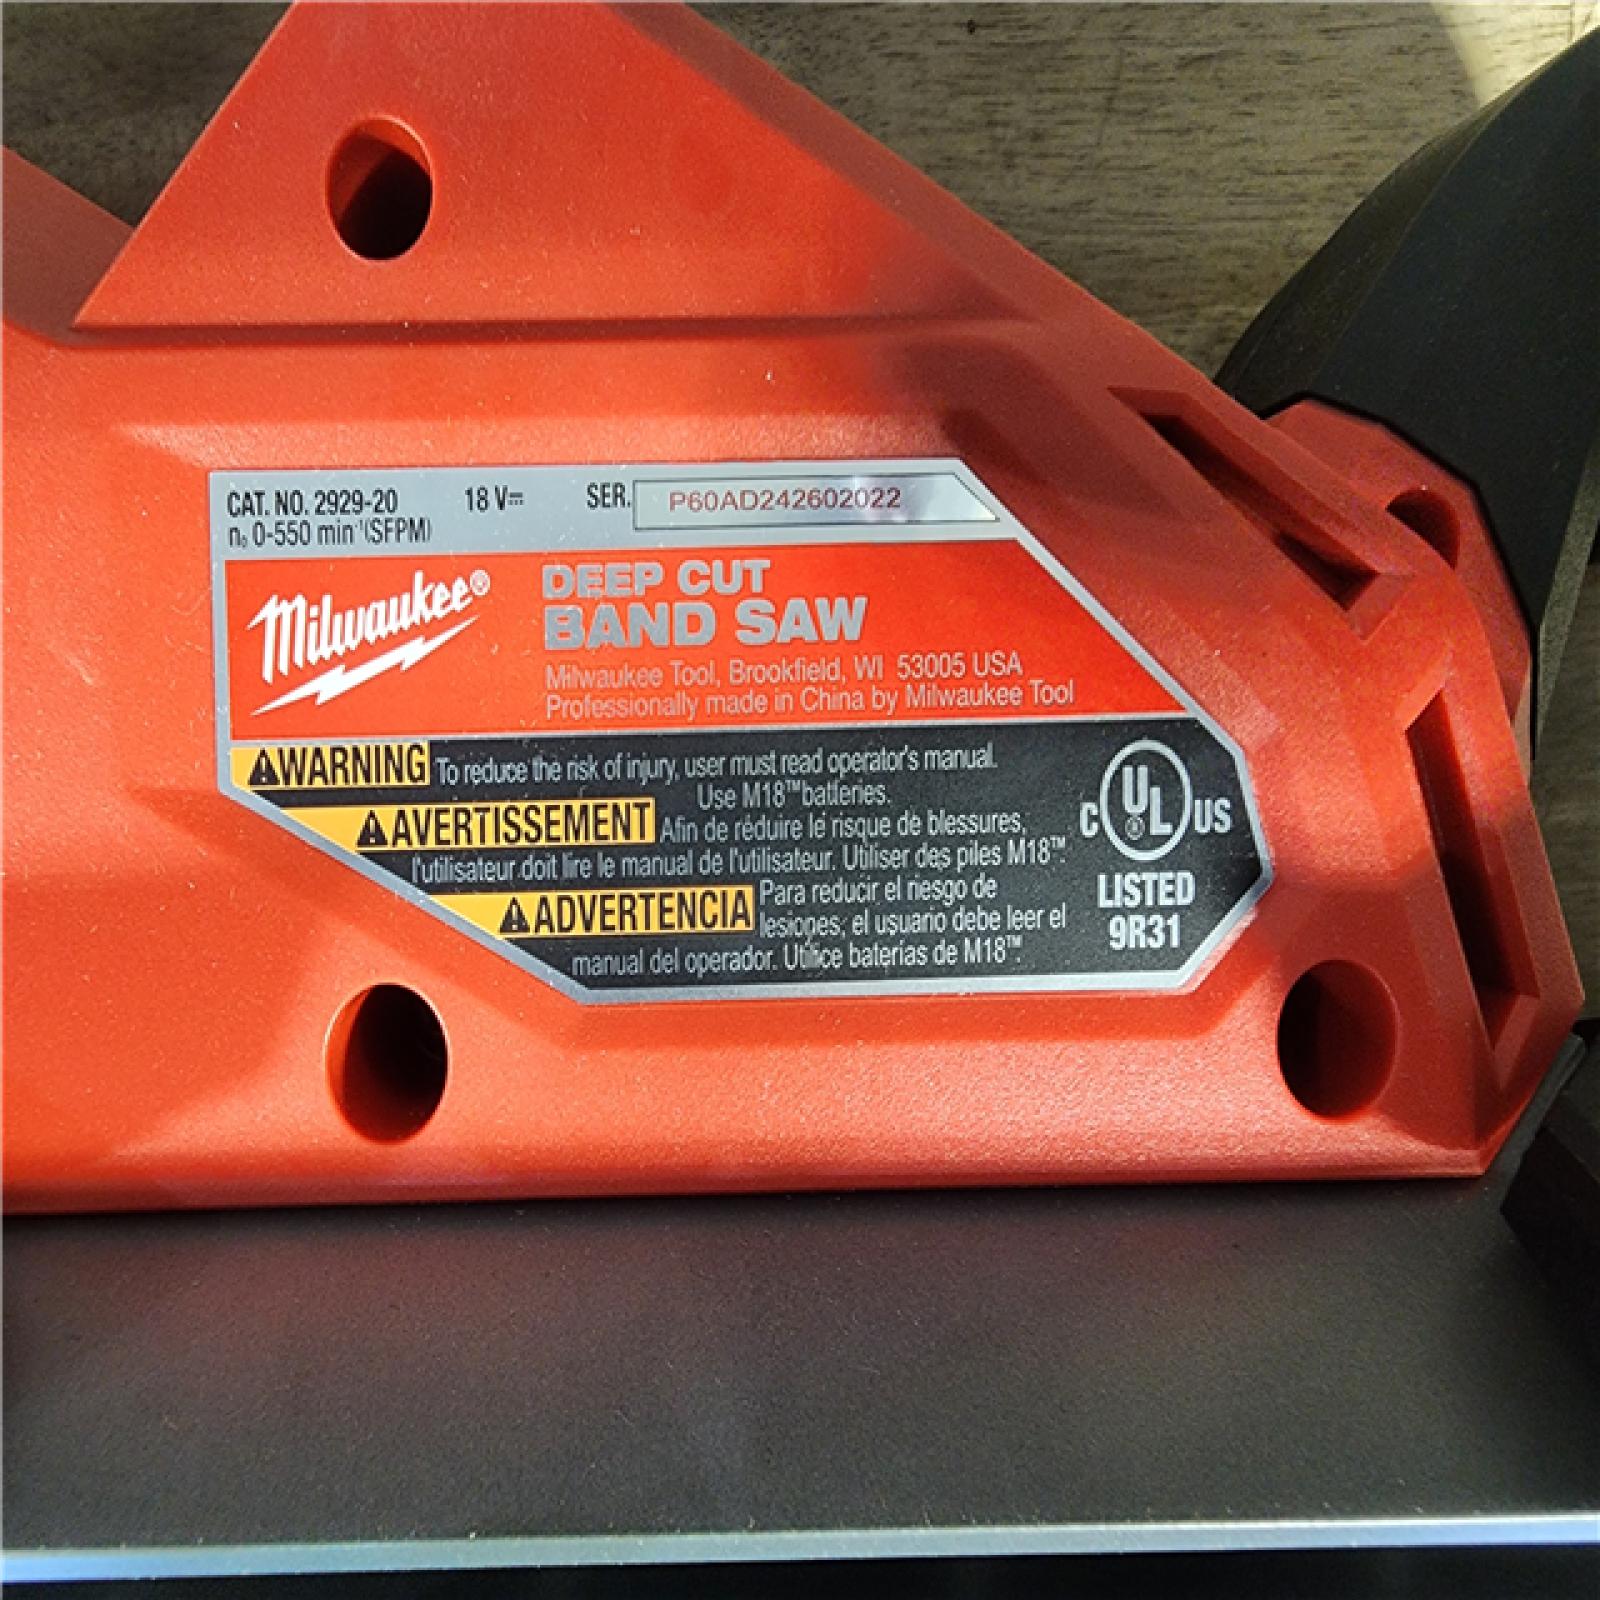 CAT. NO. 2929-20 18 V⎓ SER. P60AD242602022
n₀ 0-550 min⁻¹(SFPM)
Milwaukee®
DEEP CUT
BAND SAW
Milwaukee Tool, Brookfield, WI 53005 USA
Professionally made in China by Milwaukee Tool
⚠WARNING To reduce the risk of injury, user must read operator's manual.
Use M18™ batteries.
⚠AVERTISSEMENT Afin de réduire le risque de blessures,
l'utilisateur doit lire le manual de l'utilisateur. Utiliser des piles M18™.
⚠ADVERTENCIA Para reducir el riesgo de
lesiones, el usuario debe leer el
manual del operador. Utilice baterías de M18™.
C UL US
®
LISTED
9R31